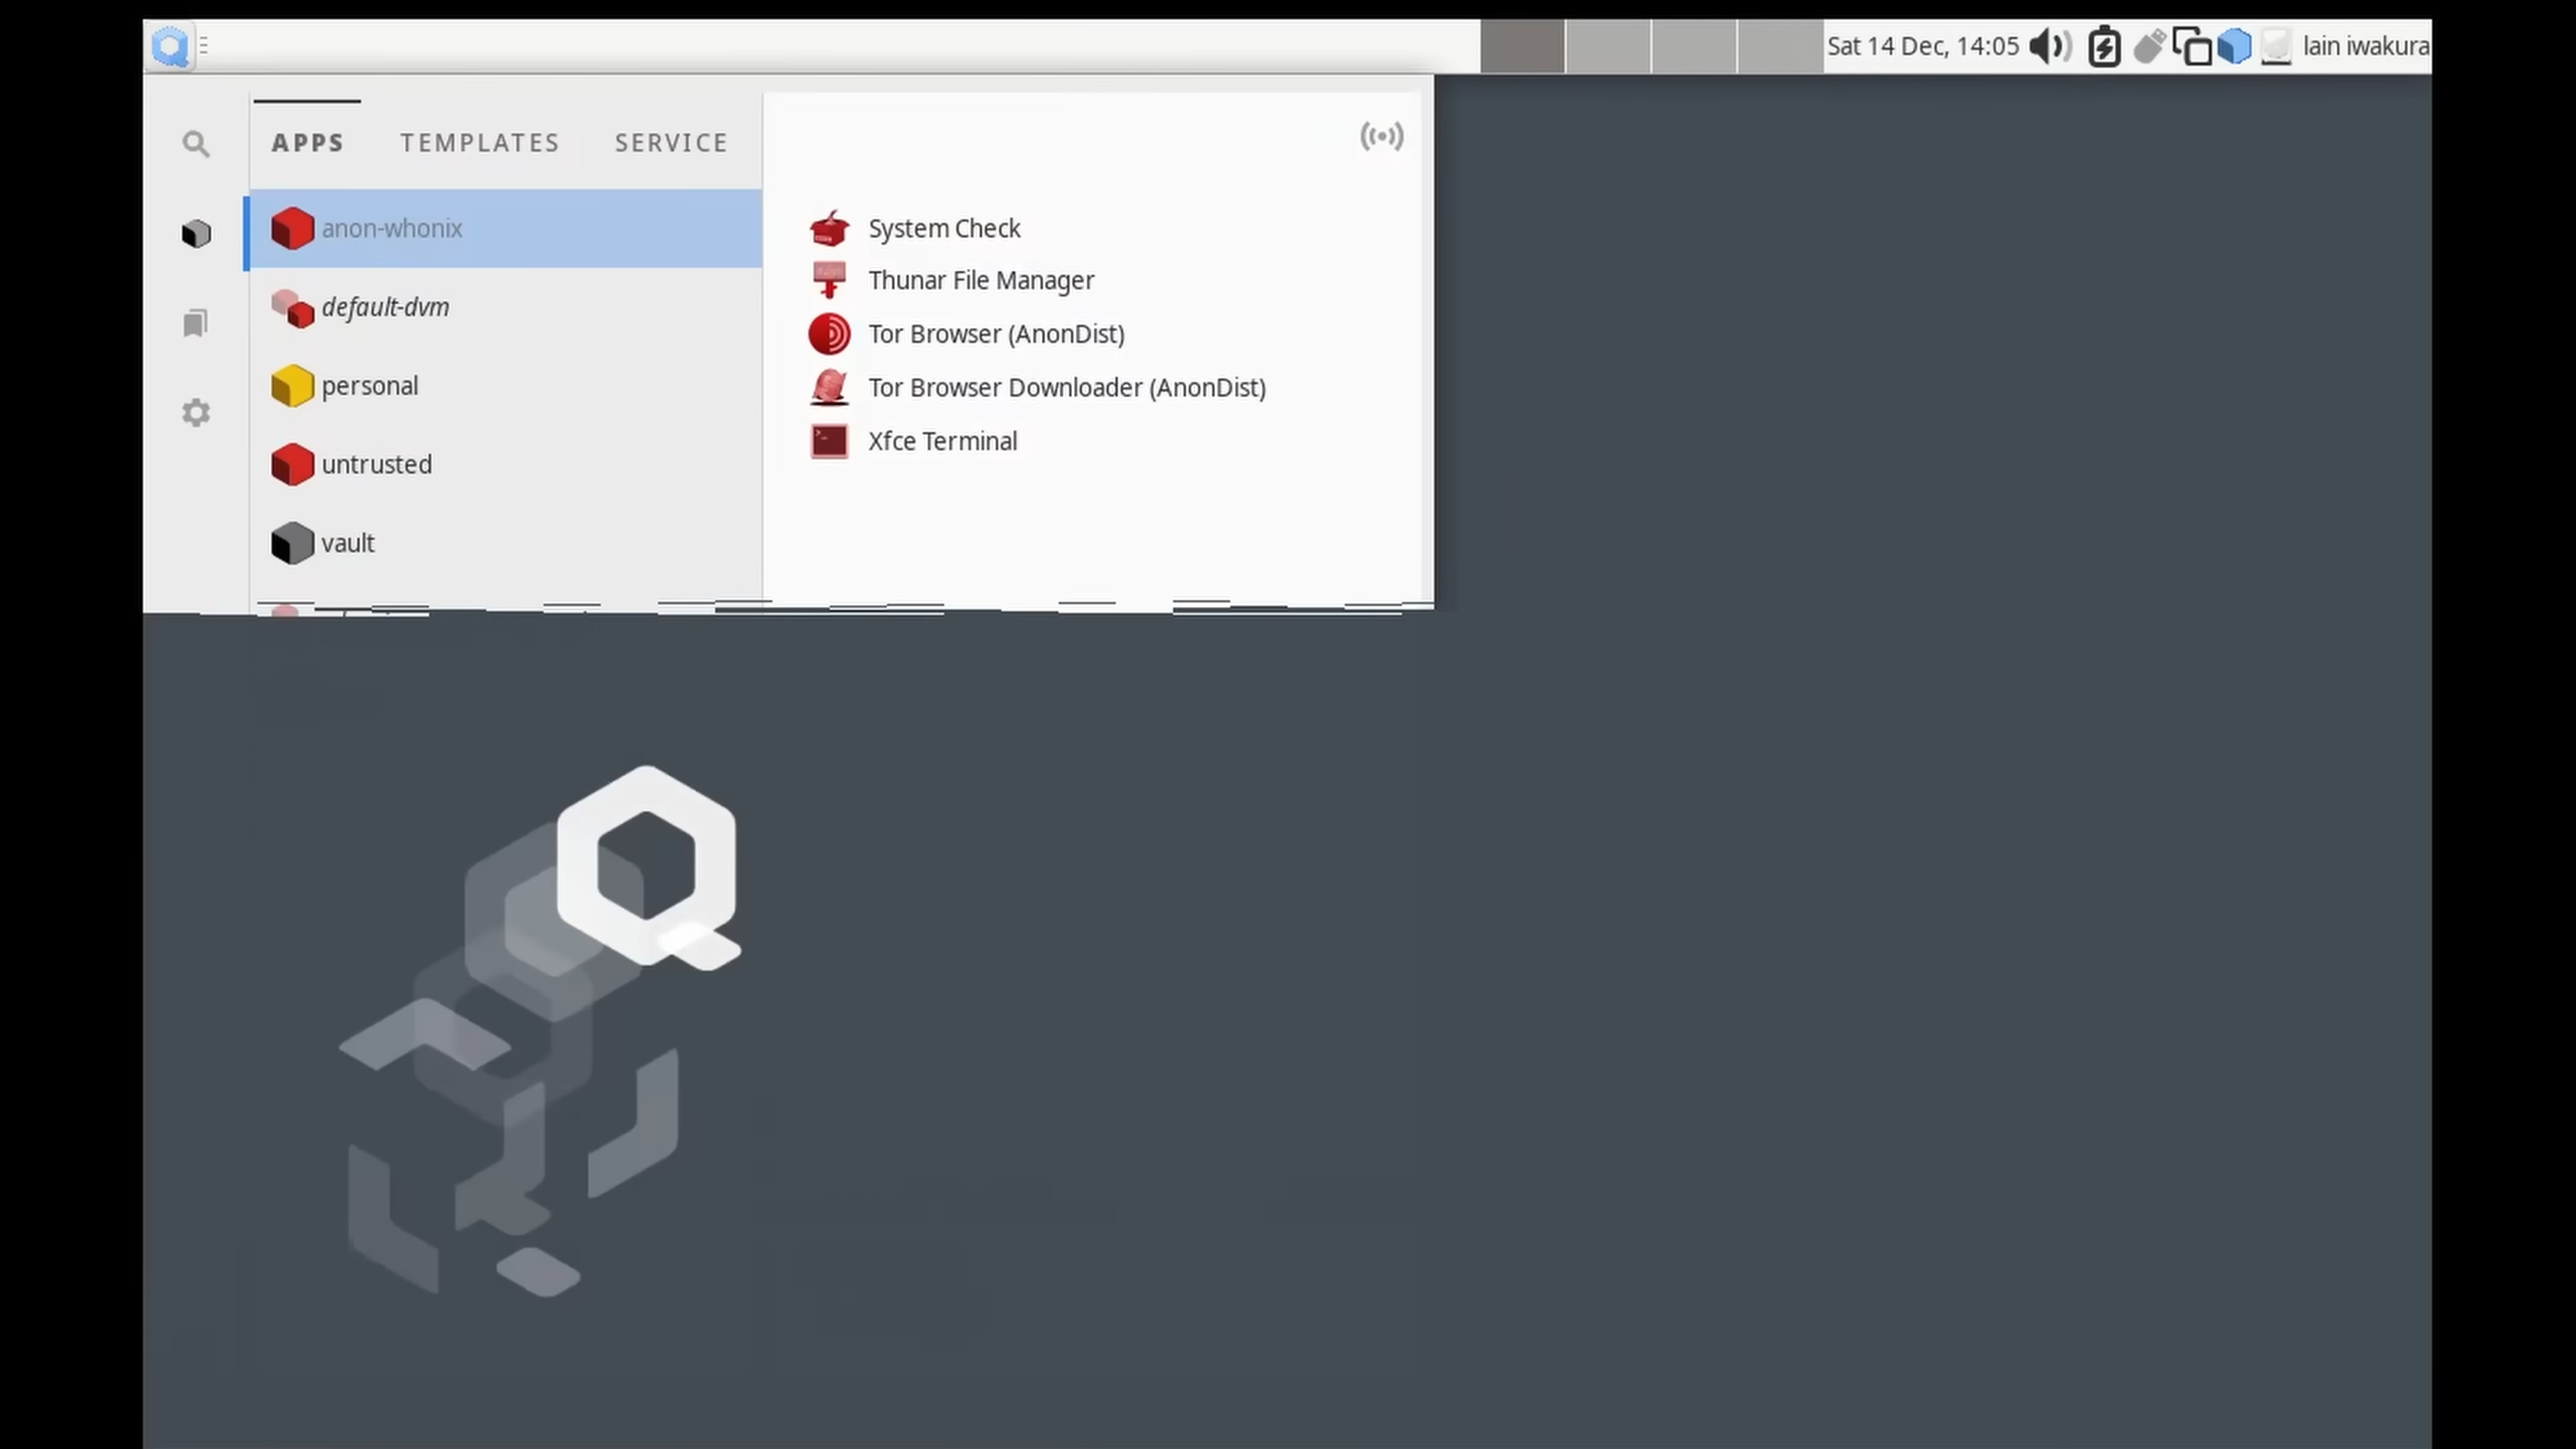 Sat 14 Dec, 14:05 lain iwakura
APPS TEMPLATES SERVICE
anon-whonix
default-dvm
personal
untrusted
vault
System Check
Thunar File Manager
Tor Browser (AnonDist)
Tor Browser Downloader (AnonDist)
Xfce Terminal